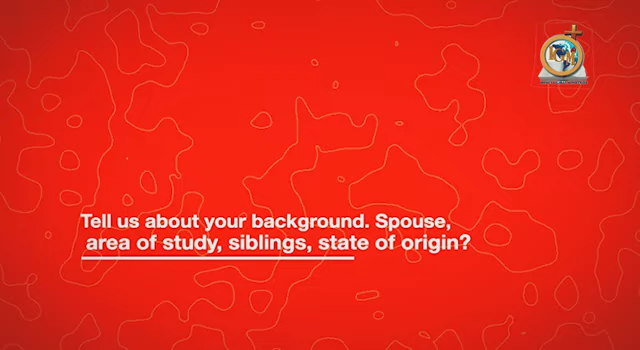 Tell us about your background. Spouse,
area of study, siblings, state of origin?